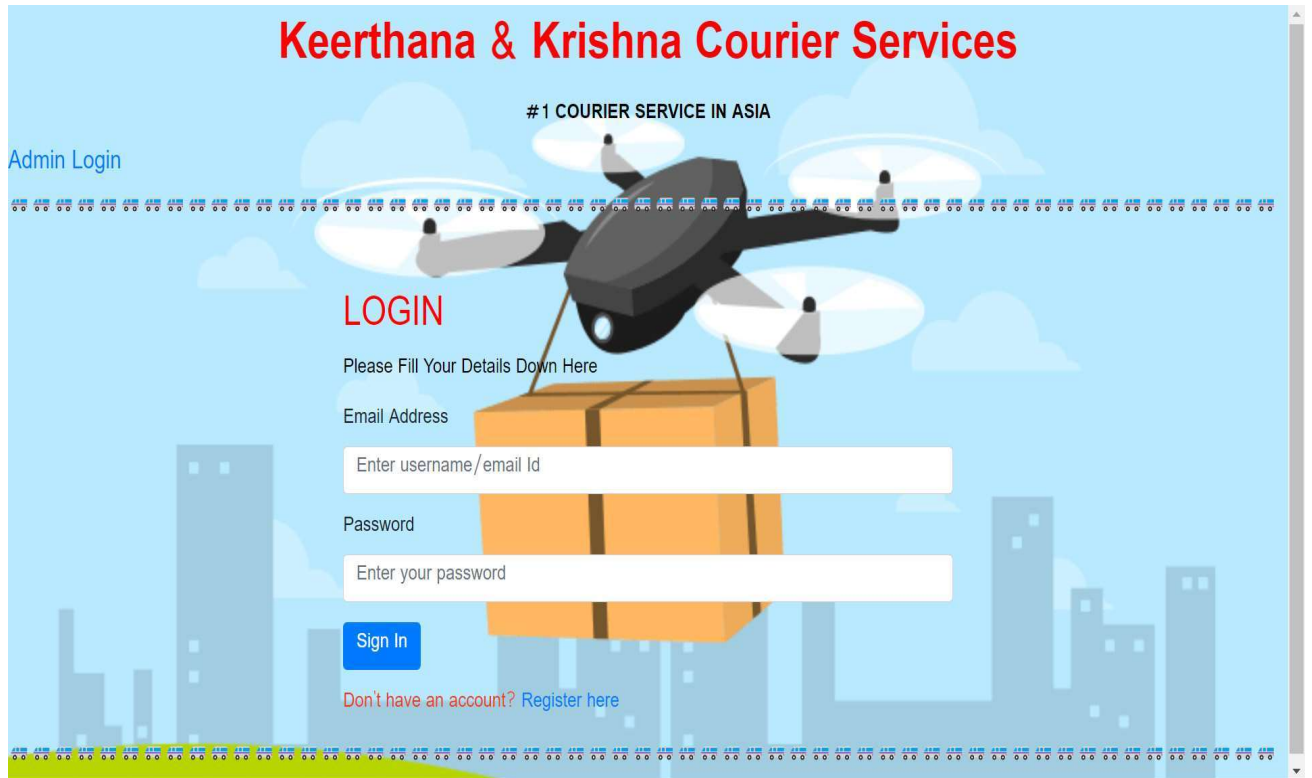 Keerthana & Krishna Courier Services
#1 COURIER SERVICE IN ASIA
Admin Login
LOGIN
Please Fill Your Details Down Here
Email Address
Enter username/email Id
Password
Enter your password
Sign In
Don't have an account? Register here